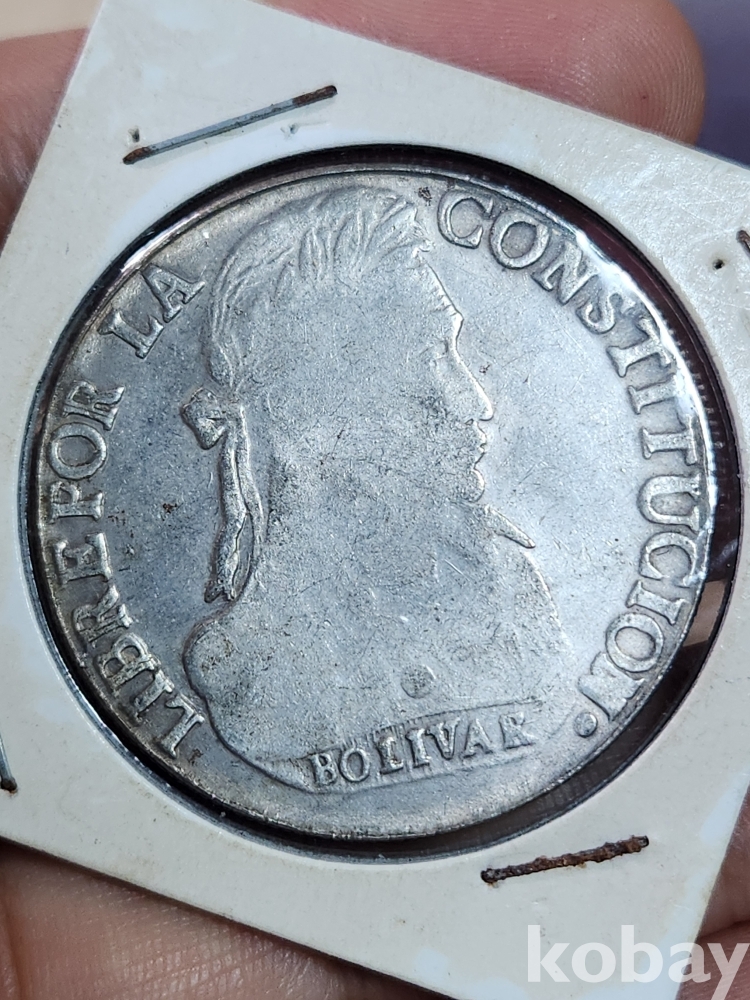 LIBRE POR LA CONSTITUCION.
BOLIVAR
kobay